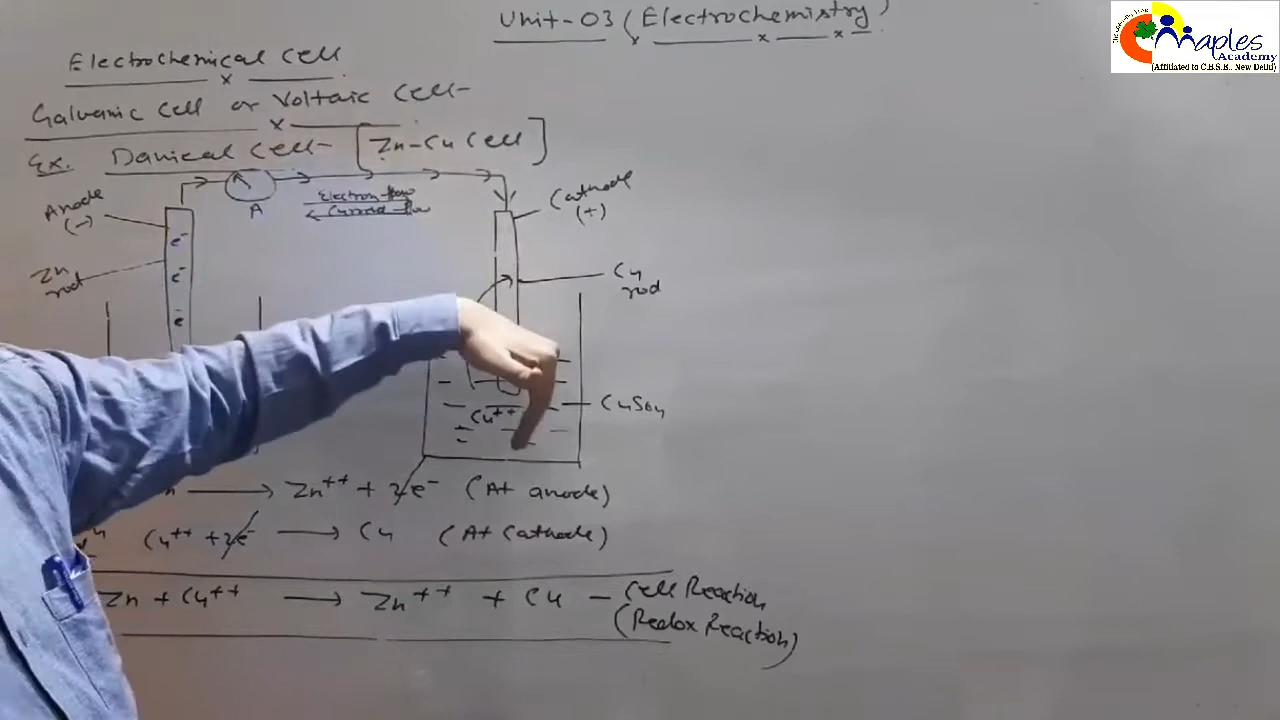 Unit-03 (Electrochemistry)
Maples
Academy
(Affiliated to C.B.S.E., New Delhi)
Electrochemical Cell
Galvanic Cell or Voltaic Cell-
Ex. Danical Cell- [Zn-Cu Cell]
Anode
(-)
A
Electron flow
Current flow
Cathode
(+)
e-
Zn
rod
e-
Cu
rod
e-
Cu++
CuSO4
n → Zn++ + 2e- (At anode)
Cu++ + 2e- → Cu (At Cathode)
Zn + Cu++ → Zn++ + Cu - Cell Reaction
(Redox Reaction)